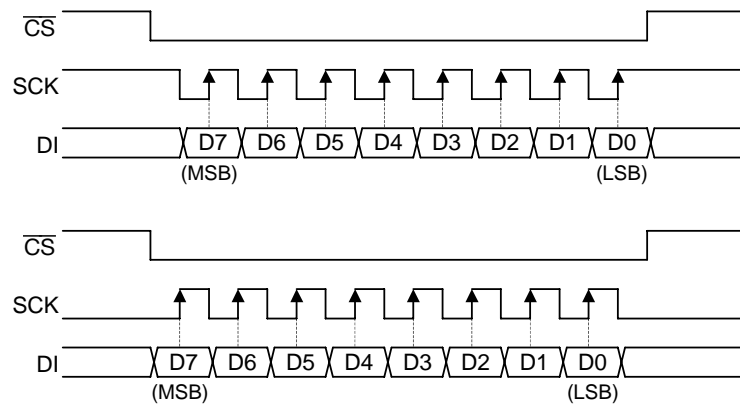 CS
SCK
DI D7 D6 D5 D4 D3 D2 D1 D0
(MSB) (LSB)
CS
SCK
DI D7 D6 D5 D4 D3 D2 D1 D0
(MSB) (LSB)